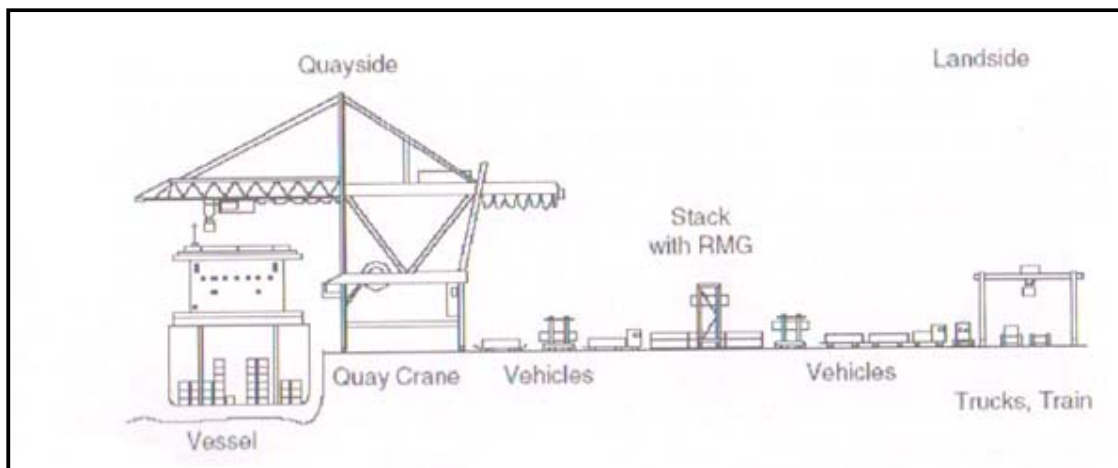 Quayside
Landside
Stack
with RMG
Quay Crane
Vehicles
Vehicles
Trucks, Train
Vessel